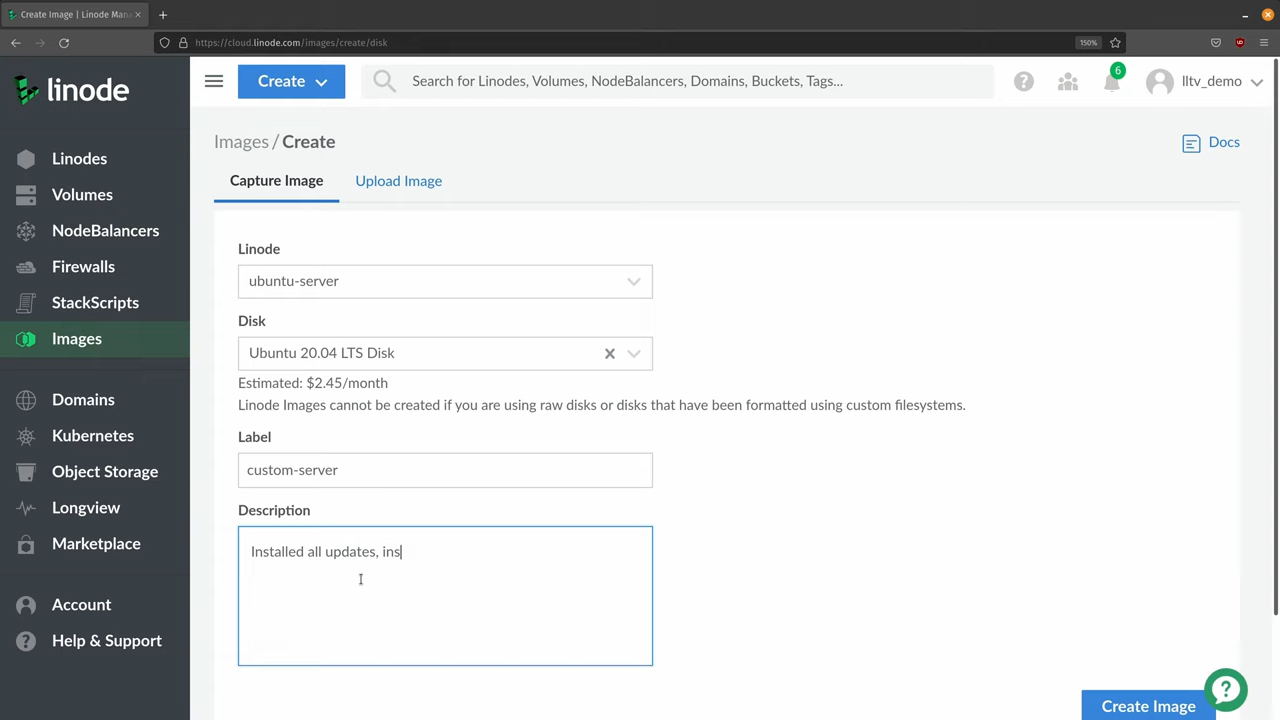 Create Image | Linode Man
https://cloud.linode.com/images/create/disk
150%
linode
Create
Search for Linodes, Volumes, NodeBalancers, Domains, Buckets, Tags...
6
lltv_demo
Linodes
Volumes
NodeBalancers
Firewalls
StackScripts
Images
Domains
Kubernetes
Object Storage
Longview
Marketplace
Account
Help & Support
Images / Create
Docs
Capture Image
Upload Image
Linode
ubuntu-server
Disk
Ubuntu 20.04 LTS Disk
Estimated: $2.45/month
Linode Images cannot be created if you are using raw disks or disks that have been formatted using custom filesystems.
Label
custom-server
Description
Installed all updates, ins
Create Image